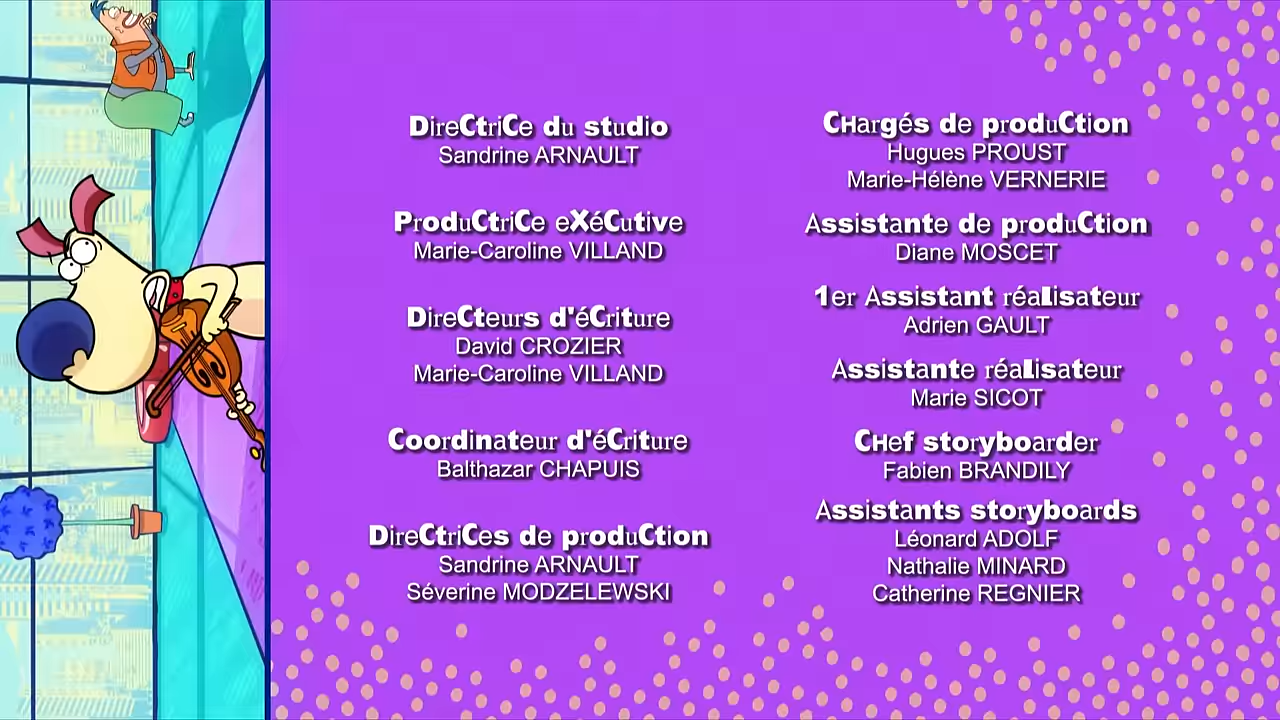 DireCtriCe du studio
Sandrine ARNAULT
ProduCtriCe eXéCutive
Marie-Caroline VILLAND
DireCteurs d'éCriture
David CROZIER
Marie-Caroline VILLAND
Coordinateur d'éCriture
Balthazar CHAPUIS
DireCtriCes de produCtion
Sandrine ARNAULT
Séverine MODZELEWSKI
CHargés de produCtion
Hugues PROUST
Marie-Hélène VERNERIE
Assistante de produCtion
Diane MOSCET
1er Assistant réalisateur
Adrien GAULT
Assistante réalisateur
Marie SICOT
CHef storyboarder
Fabien BRANDILY
Assistants storyboards
Léonard ADOLF
Nathalie MINARD
Catherine REGNIER